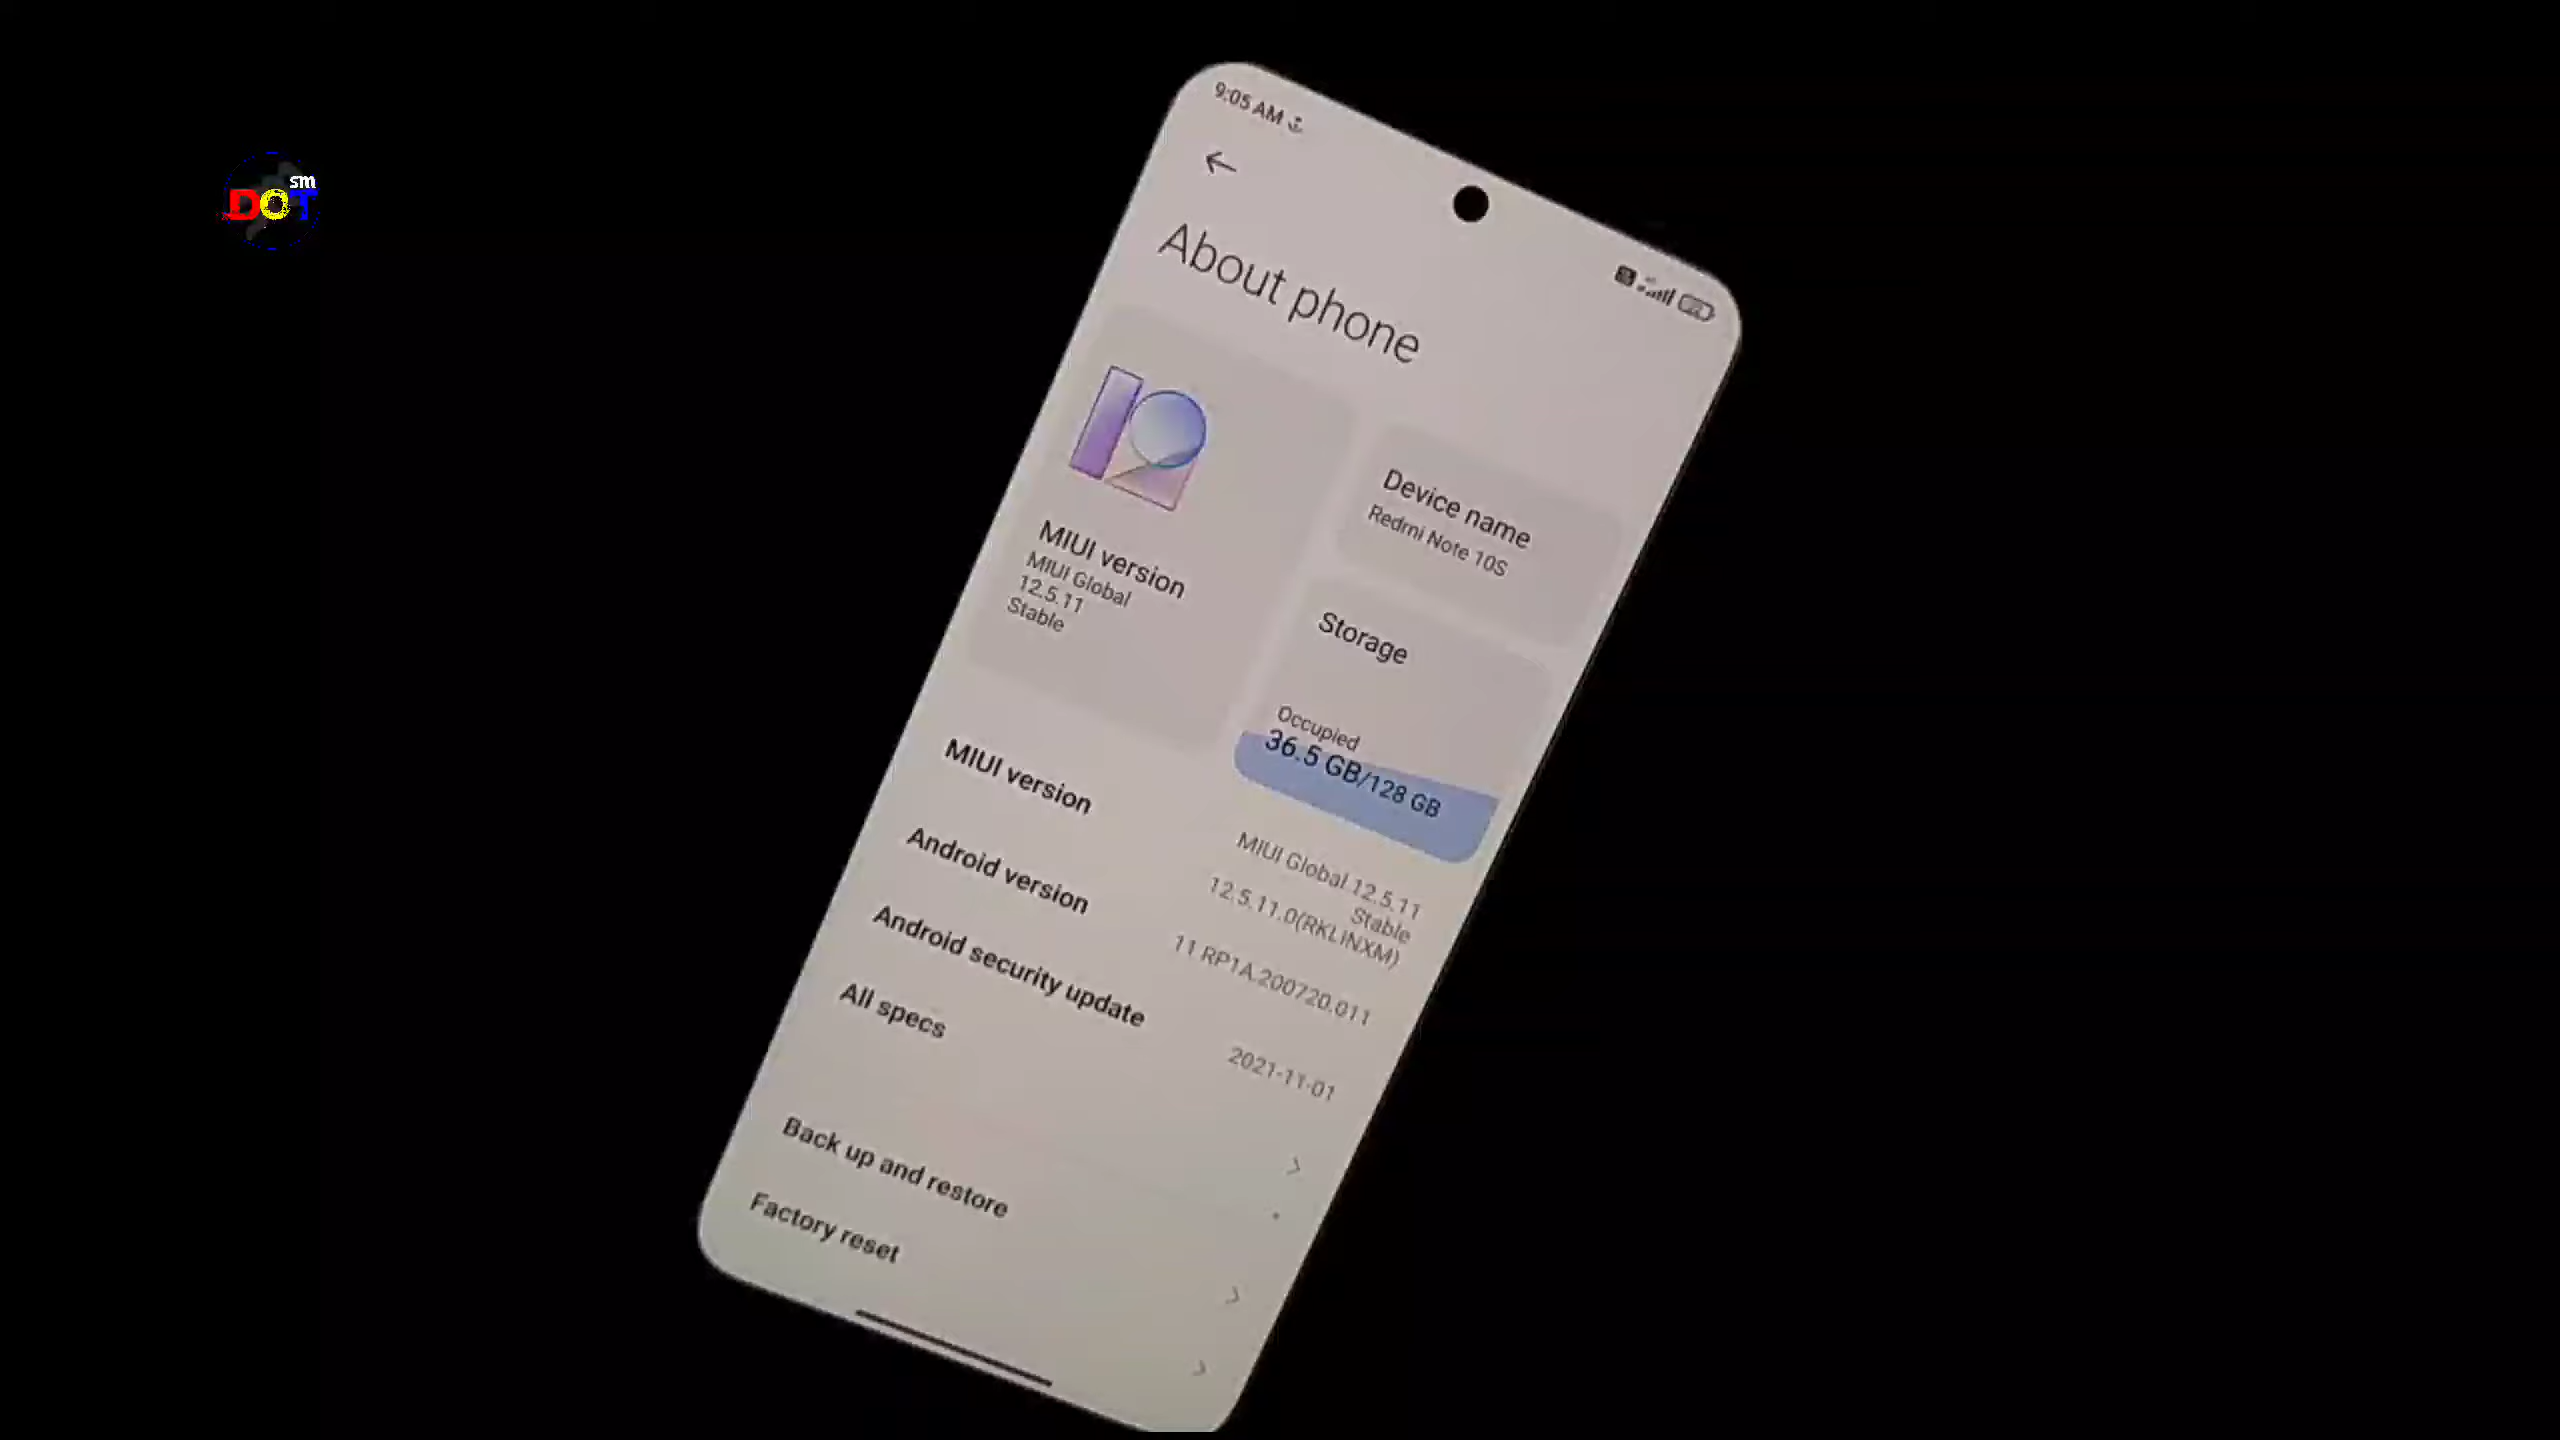 sm
DOT
9:05 AM
About phone
MIUI version
MIUI Global
12.5.11
Stable
Device name
Redmi Note 10S
Storage
Occupied
36.5 GB/128 GB
MIUI version
MIUI Global 12.5.11
Stable
12.5.11.0(RKLINXM)
Android version
11 RP1A.200720.011
Android security update
2021-11-01
All specs
Back up and restore
Factory reset